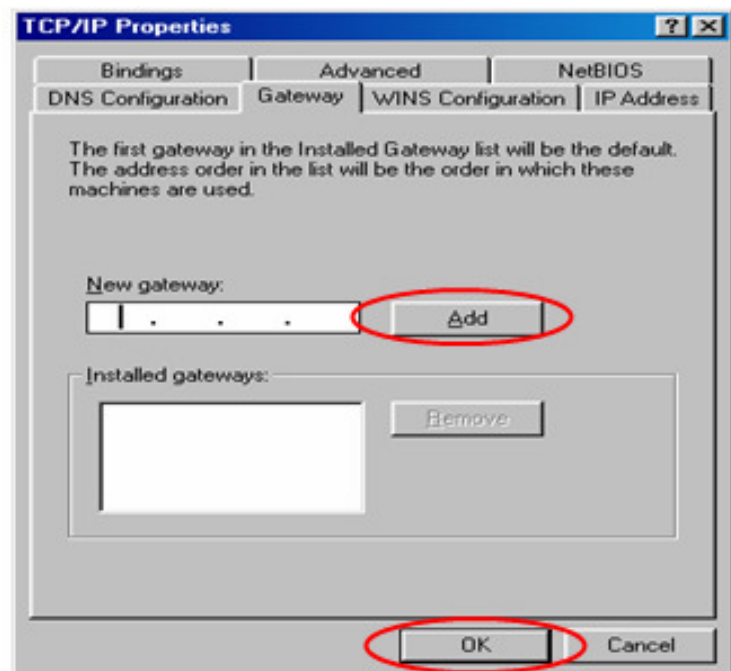 TCP/IP Properties
Bindings
Advanced
NetBIOS
DNS Configuration
Gateway
WINS Configuration
IP Address
The first gateway in the Installed Gateway list will be the default.
The address order in the list will be the order in which these
machines are used.
New gateway:
. . .
Add
Installed gateways:
Remove
OK
Cancel